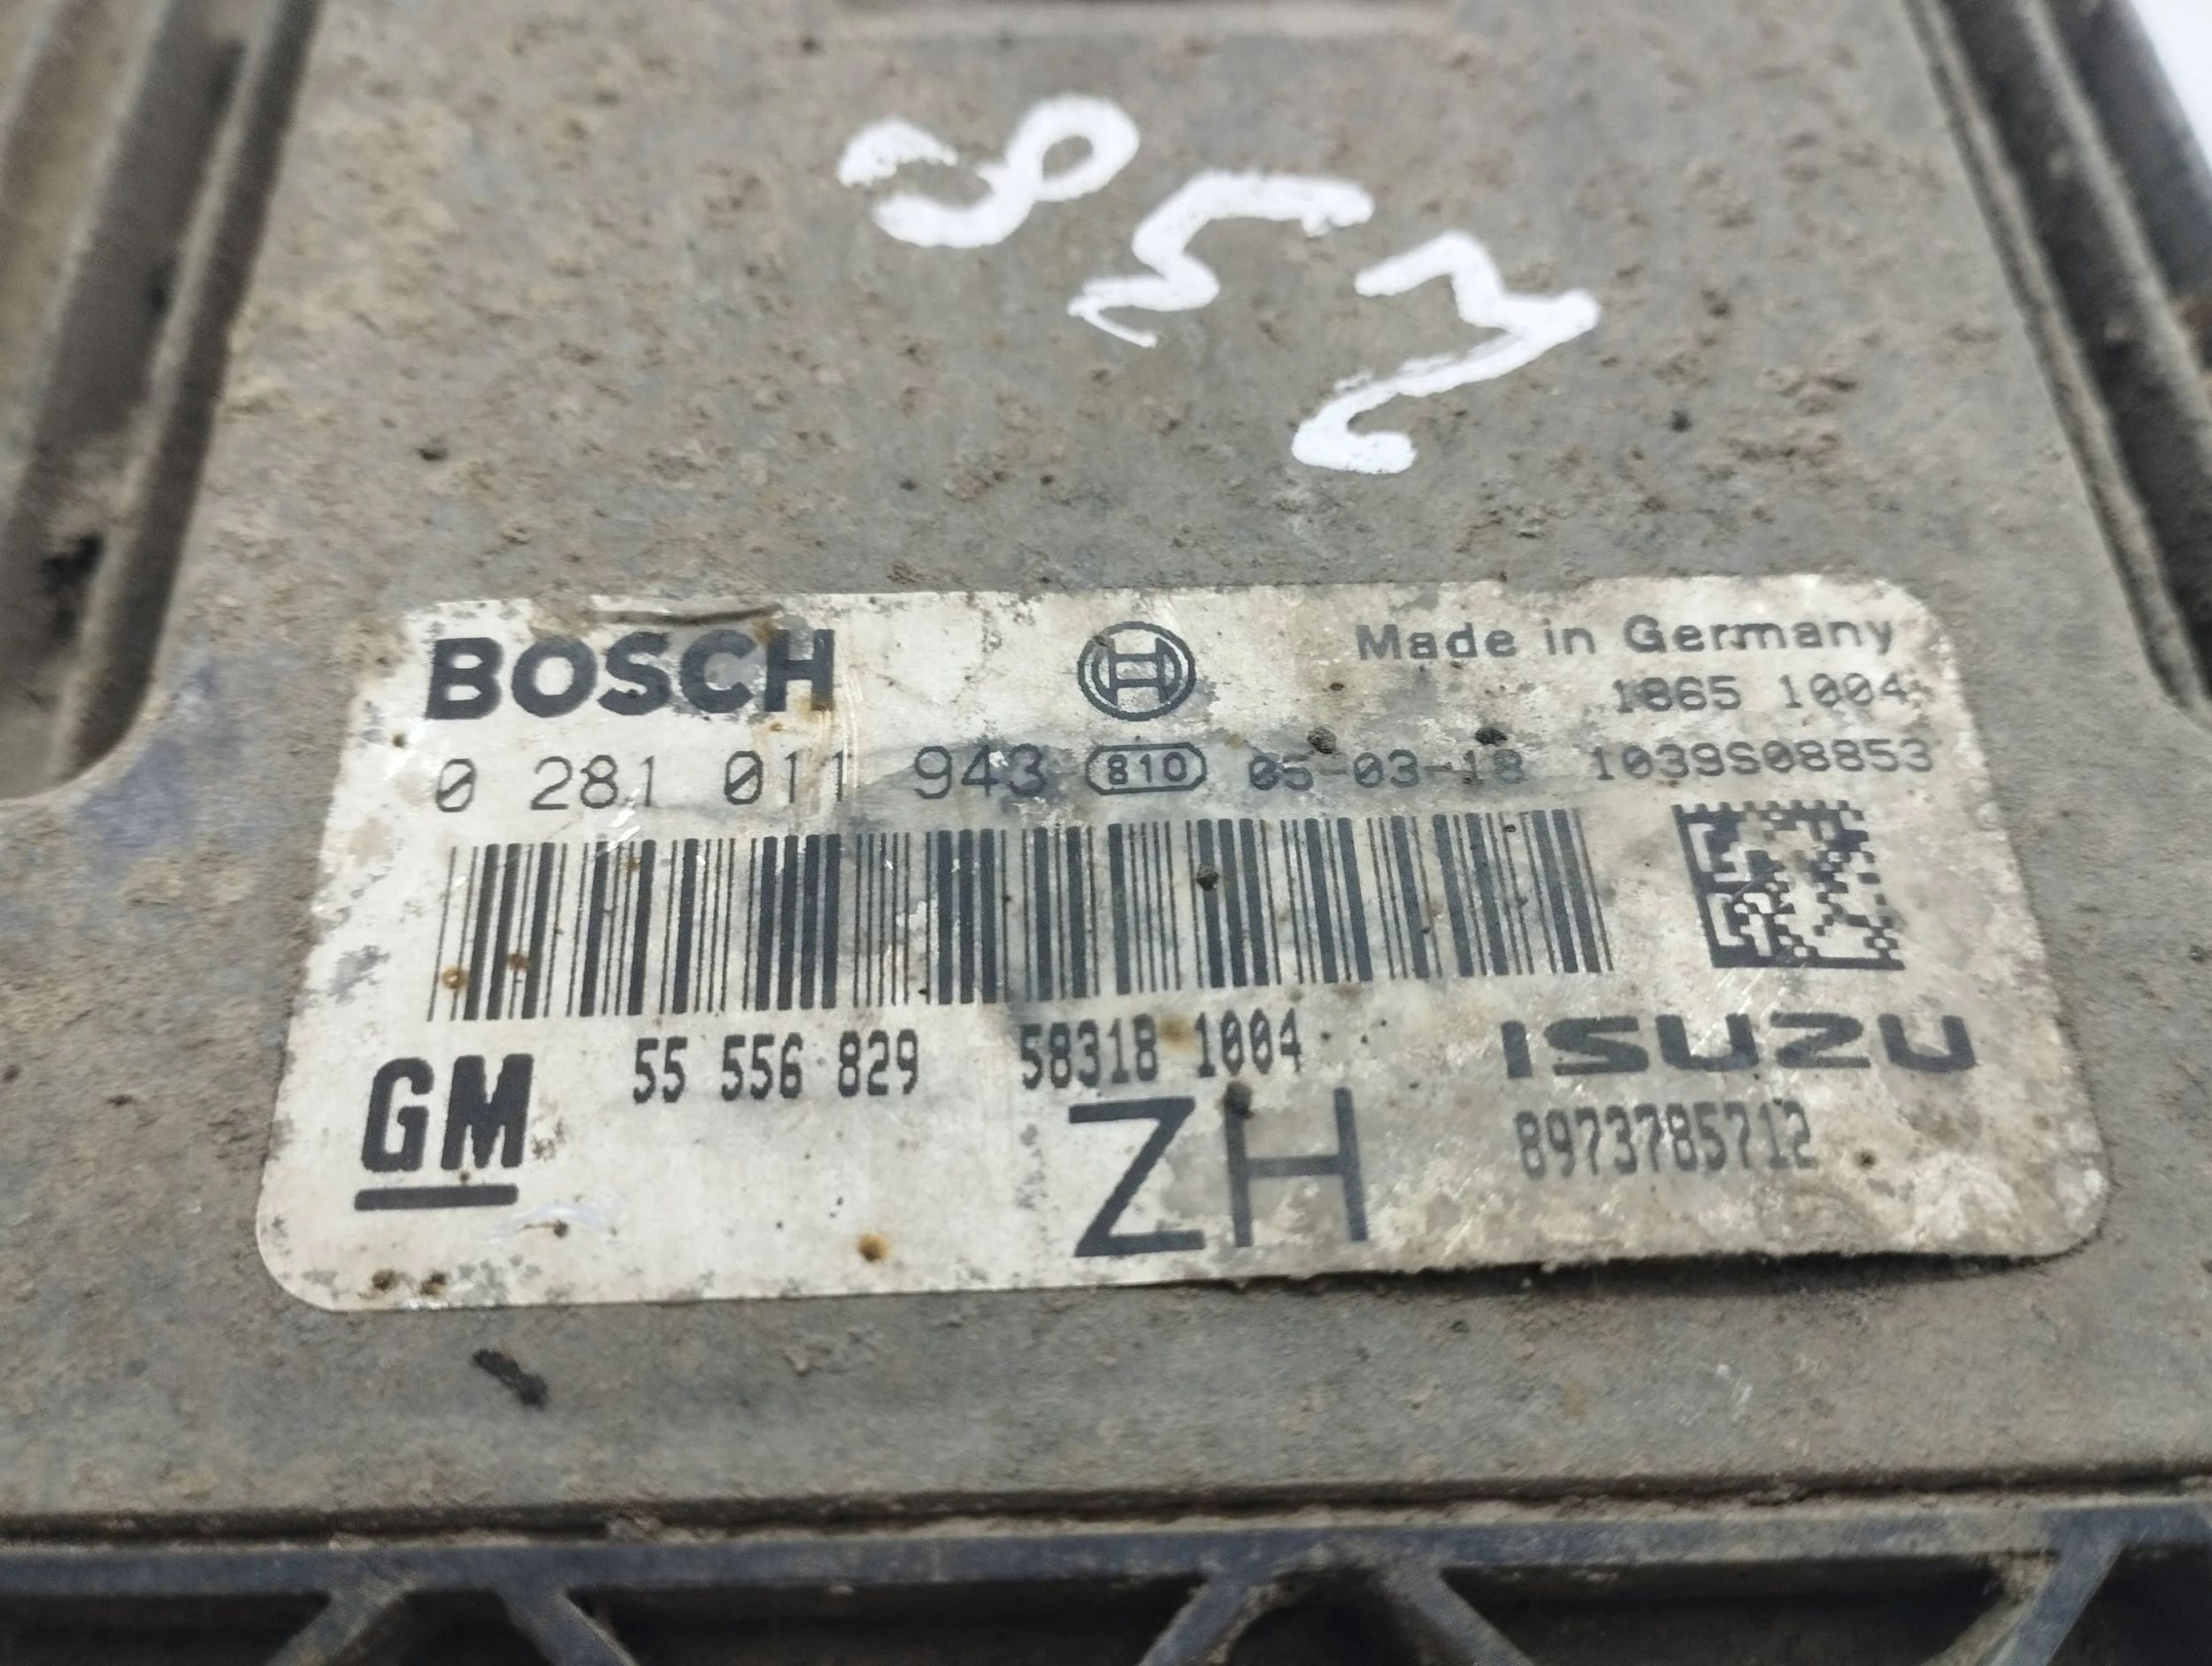 BOSCH Made in Germany
1865 1004
0 281 011 943 810 05-03-18 1039S08853
55 556 829 58318 1004 ISUZU
GM ZH 8973785712